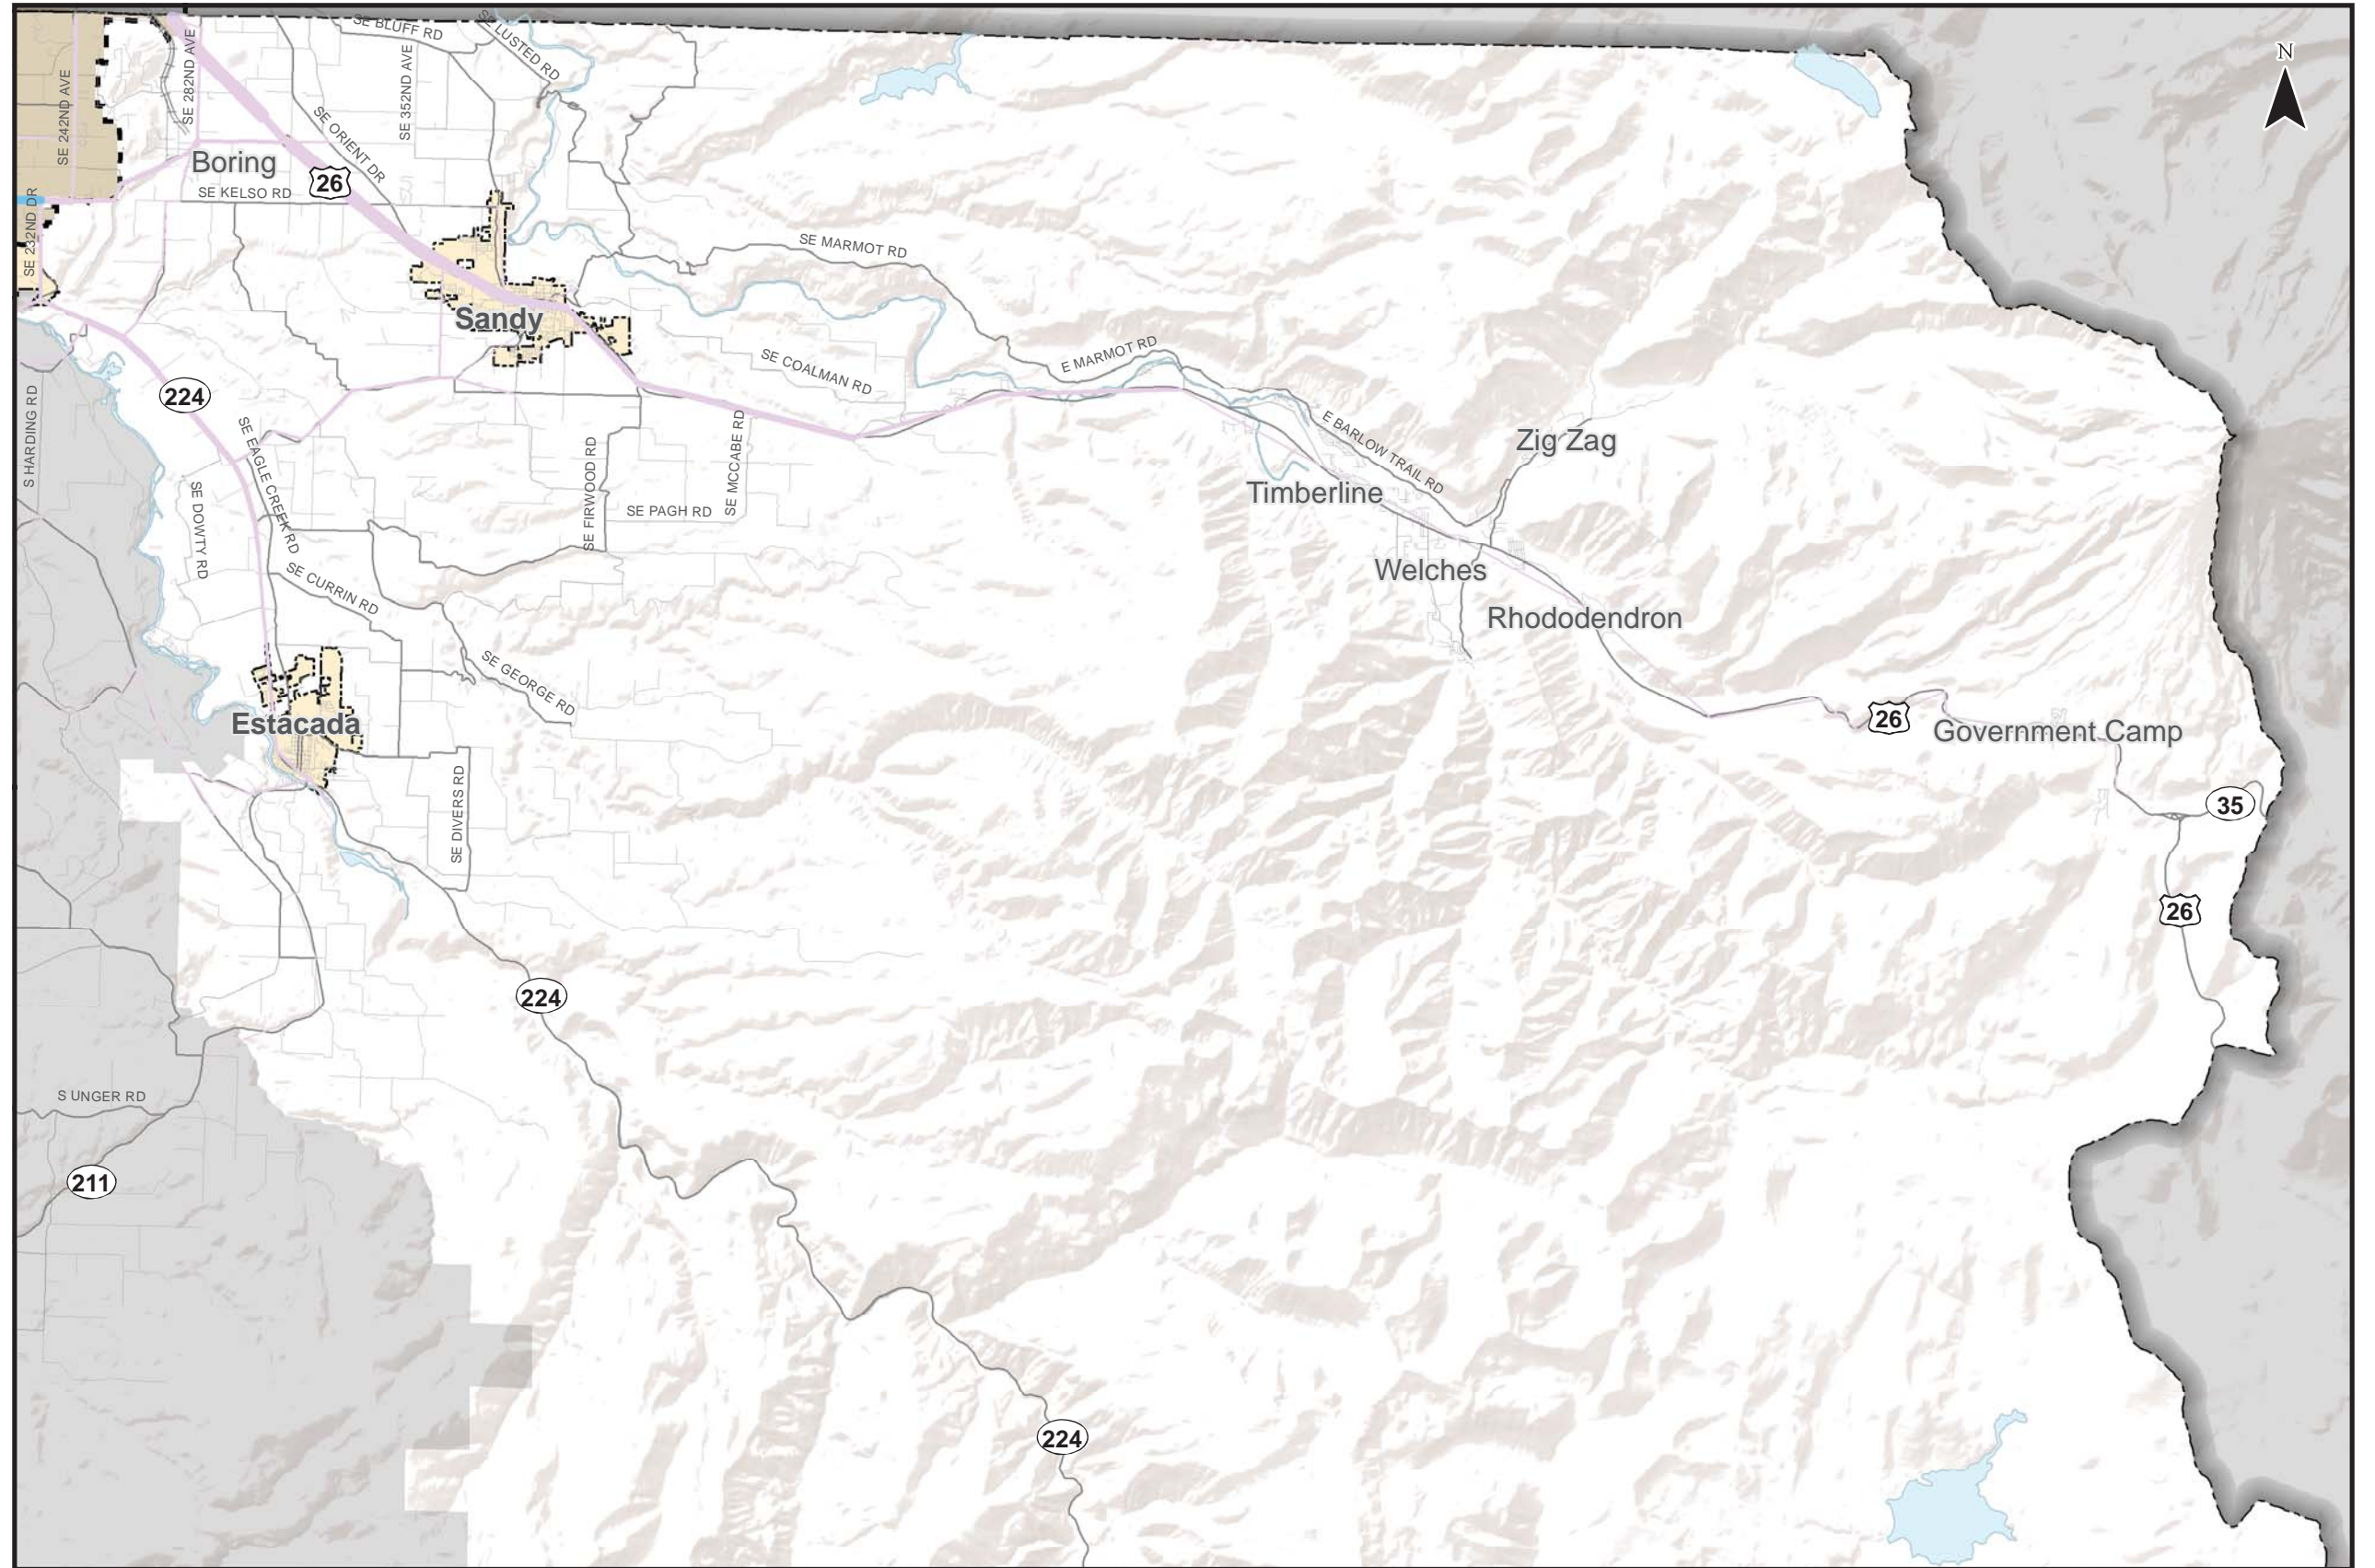 SE BLUFF RD
SE LUSTED RD
N
SE 282ND AVE
SE 352ND AVE
SE 242ND AVE
SE ORIENT DR
Boring
26
SE KELSO RD
SE 232ND DR
SE MARMOT RD
Sandy
E MARMOT RD
SE COALMAN RD
224
S HARDING RD
SE EAGLE CREEK RD
SE FIRWOOD RD
SE MCCABE RD
E BARLOW TRAIL RD
Zig Zag
Timberline
SE DOWTY RD
SE PAGH RD
Welches
SE CURRIN RD
Rhododendron
SE GEORGE RD
Estacada
26
Government Camp
SE DIVERS RD
35
26
224
S UNGER RD
211
224